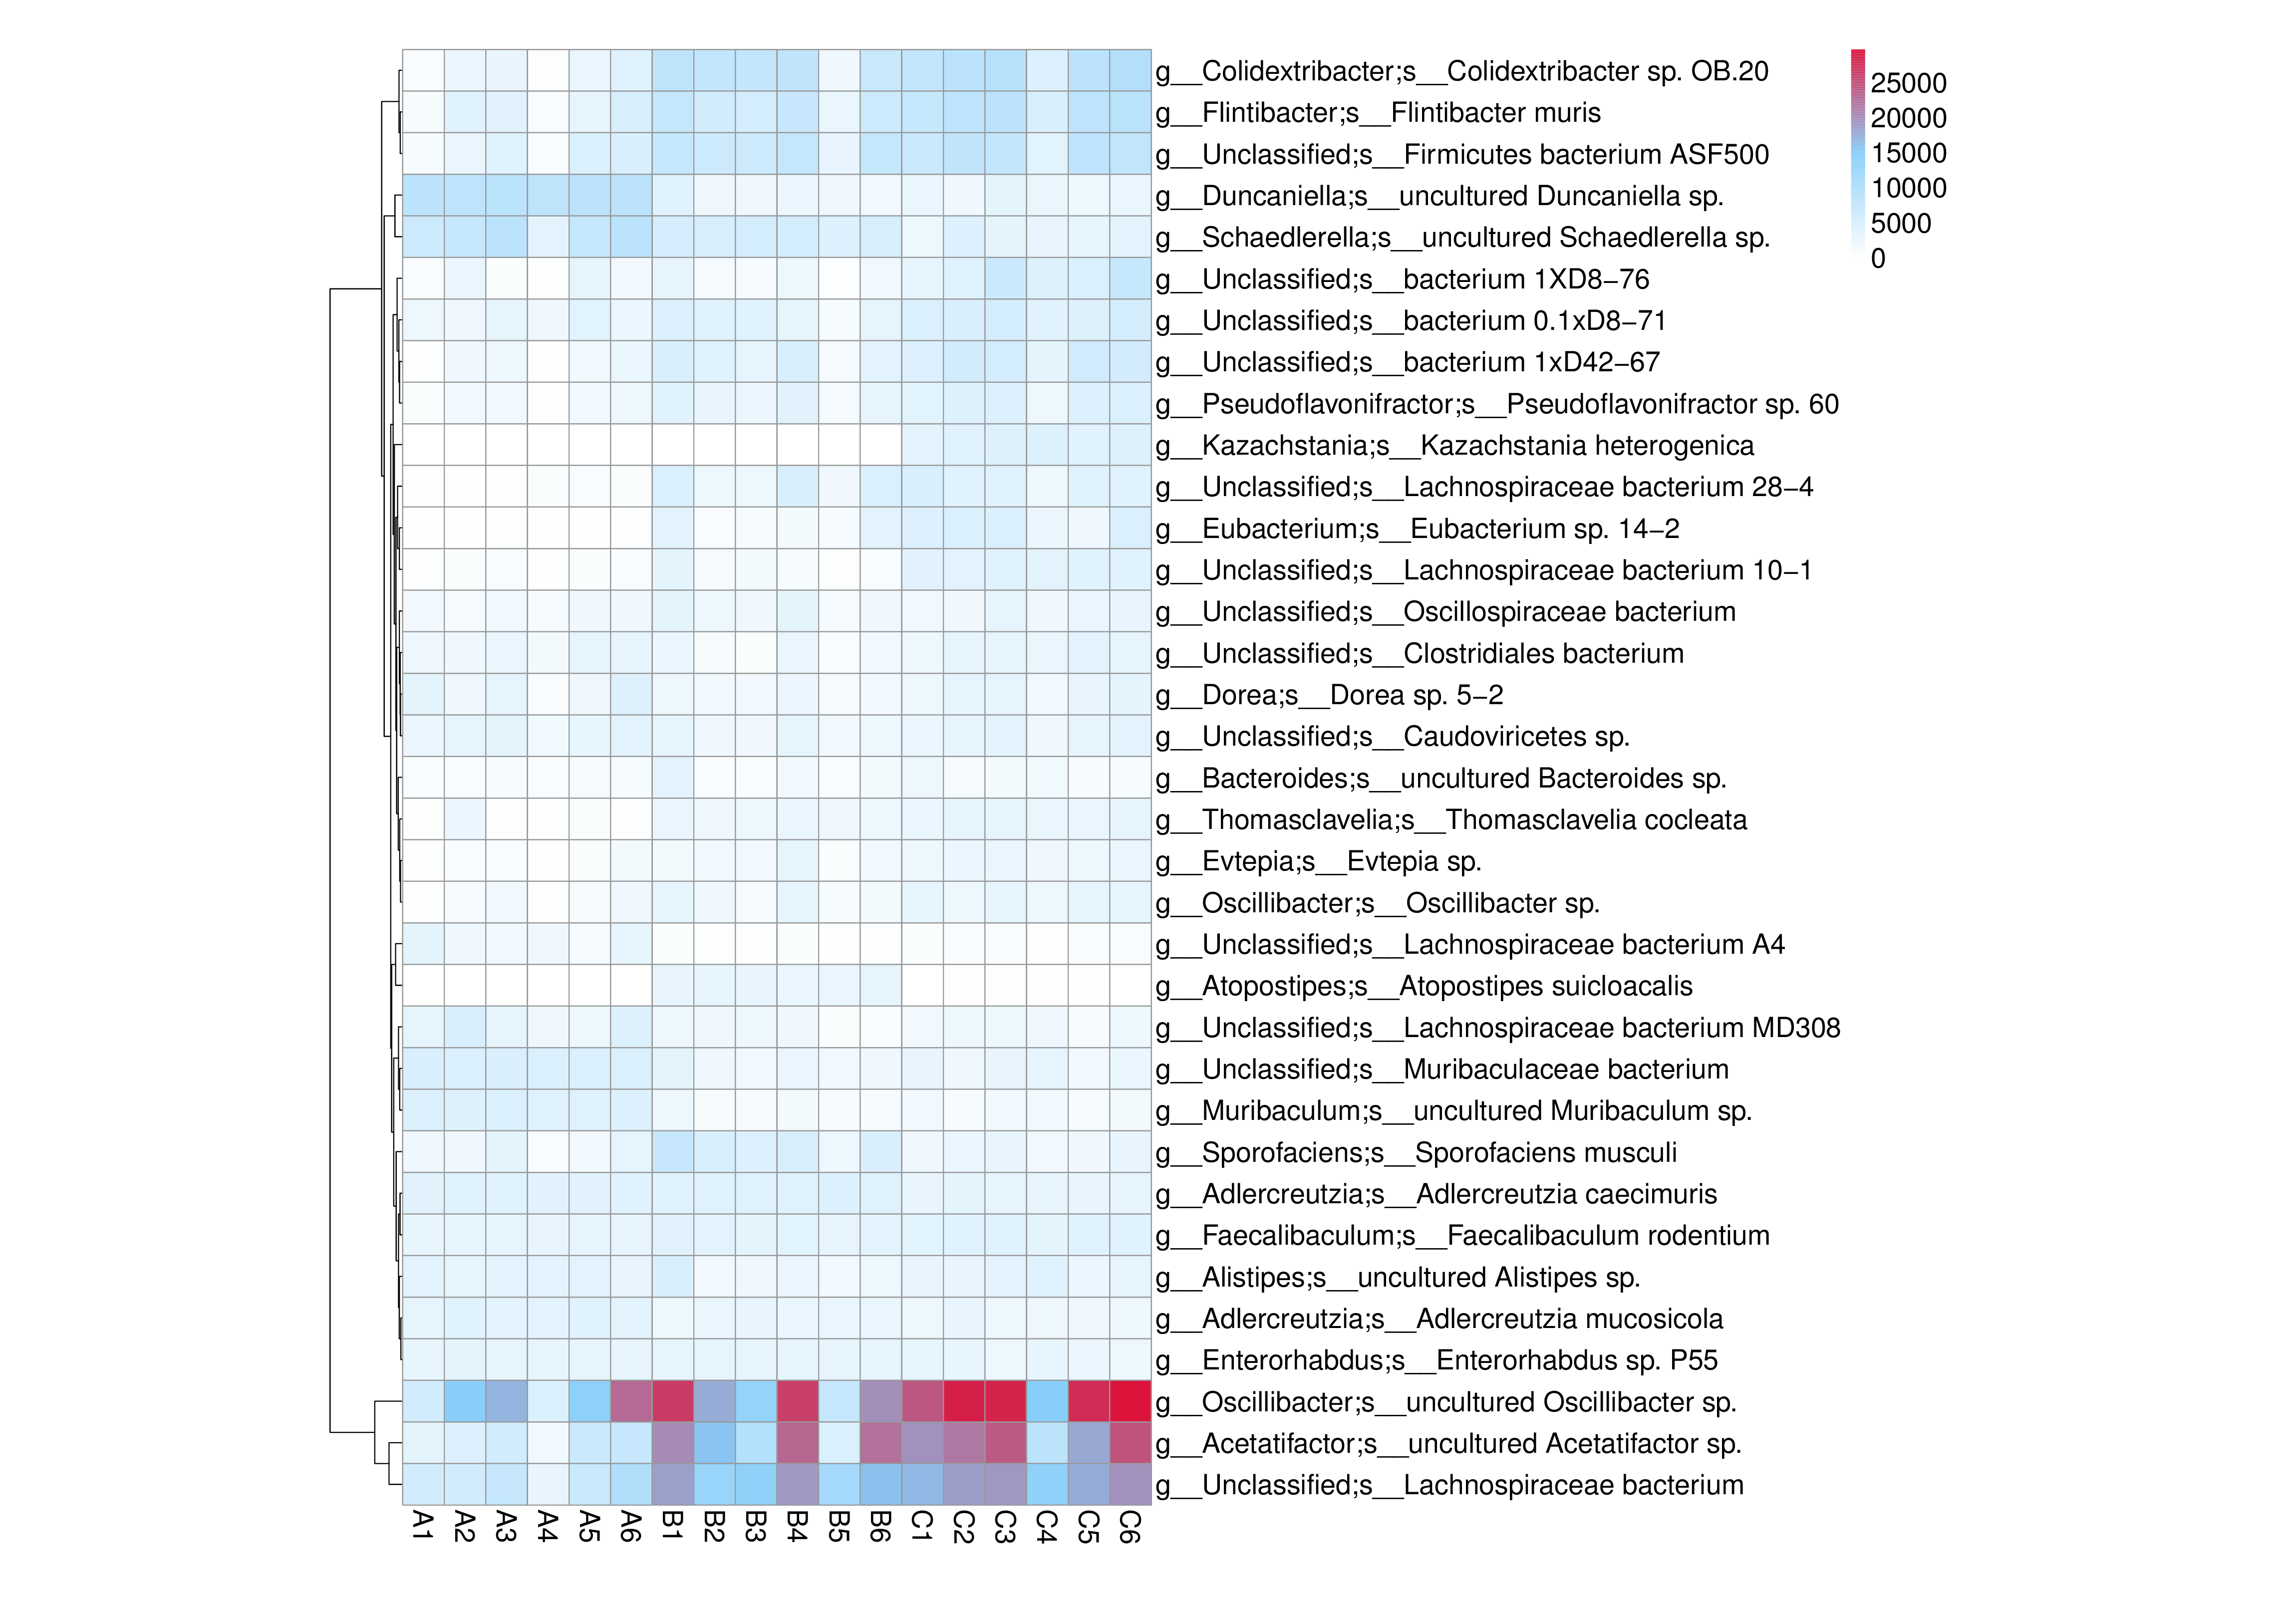 g__Colidextribacter;s__Colidextribacter sp. OB.20
g__Flintibacter;s__Flintibacter muris
g__Unclassified;s__Firmicutes bacterium ASF500
g__Duncaniella;s__uncultured Duncaniella sp.
g__Schaedlerella;s__uncultured Schaedlerella sp.
g__Unclassified;s__bacterium 1XD8−76
g__Unclassified;s__bacterium 0.1xD8−71
g__Unclassified;s__bacterium 1xD42−67
g__Pseudoflavonifractor;s__Pseudoflavonifractor sp. 60
g__Kazachstania;s__Kazachstania heterogenica
g__Unclassified;s__Lachnospiraceae bacterium 28−4
g__Eubacterium;s__Eubacterium sp. 14−2
g__Unclassified;s__Lachnospiraceae bacterium 10−1
g__Unclassified;s__Oscillospiraceae bacterium
g__Unclassified;s__Clostridiales bacterium
g__Dorea;s__Dorea sp. 5−2
g__Unclassified;s__Caudoviricetes sp.
g__Bacteroides;s__uncultured Bacteroides sp.
g__Thomasclavelia;s__Thomasclavelia cocleata
g__Evtepia;s__Evtepia sp.
g__Oscillibacter;s__Oscillibacter sp.
g__Unclassified;s__Lachnospiraceae bacterium A4
g__Atopostipes;s__Atopostipes suicloacalis
g__Unclassified;s__Lachnospiraceae bacterium MD308
g__Unclassified;s__Muribaculaceae bacterium
g__Muribaculum;s__uncultured Muribaculum sp.
g__Sporofaciens;s__Sporofaciens musculi
g__Adlercreutzia;s__Adlercreutzia caecimuris
g__Faecalibaculum;s__Faecalibaculum rodentium
g__Alistipes;s__uncultured Alistipes sp.
g__Adlercreutzia;s__Adlercreutzia mucosicola
g__Enterorhabdus;s__Enterorhabdus sp. P55
g__Oscillibacter;s__uncultured Oscillibacter sp.
g__Acetatifactor;s__uncultured Acetatifactor sp.
g__Unclassified;s__Lachnospiraceae bacterium
A1 A2 A3 A4 A5 A6 B1 B2 B3 B4 B5 B6 C1 C2 C3 C4 C5 C6
25000
20000
15000
10000
5000
0